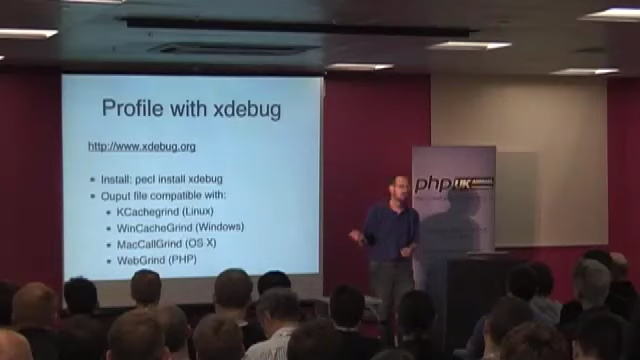 Profile with xdebug
http://www.xdebug.org
• Install: pecl install xdebug
• Ouput file compatible with:
• KCachegrind (Linux)
• WinCacheGrind (Windows)
• MacCallGrind (OS X)
• WebGrind (PHP)
php UK